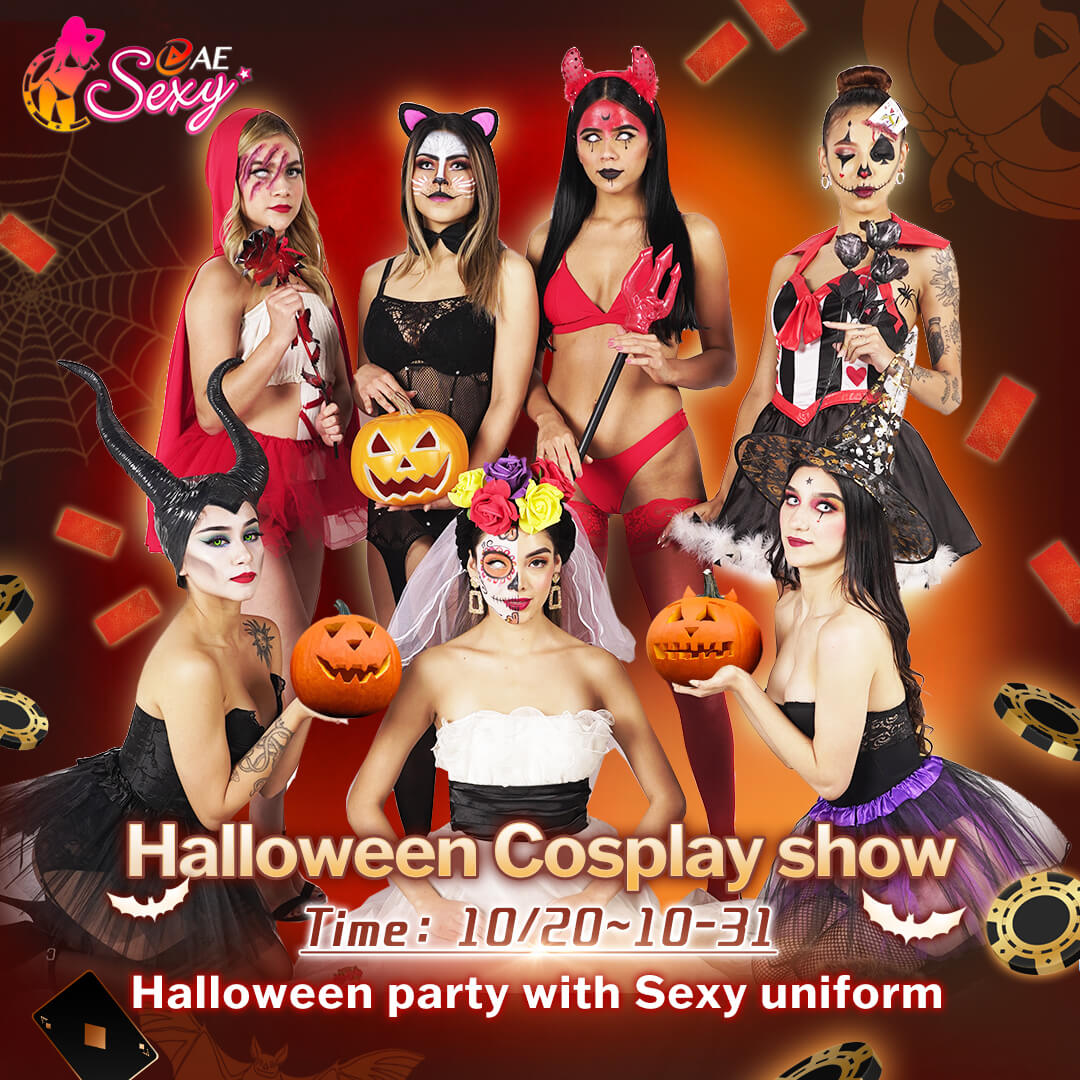 AE
Sexy
Halloween Cosplay show
Time: 10/20~10-31
Halloween party with Sexy uniform